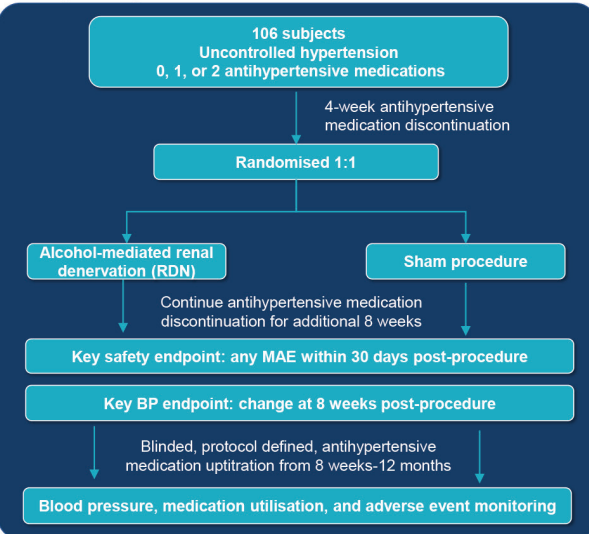 106 subjects
Uncontrolled hypertension
0, 1, or 2 antihypertensive medications
4-week antihypertensive
medication discontinuation
Randomised 1:1
Alcohol-mediated renal
denervation (RDN)
Sham procedure
Continue antihypertensive medication
discontinuation for additional 8 weeks
Key safety endpoint: any MAE within 30 days post-procedure
Key BP endpoint: change at 8 weeks post-procedure
Blinded, protocol defined, antihypertensive
medication uptitration from 8 weeks-12 months
Blood pressure, medication utilisation, and adverse event monitoring